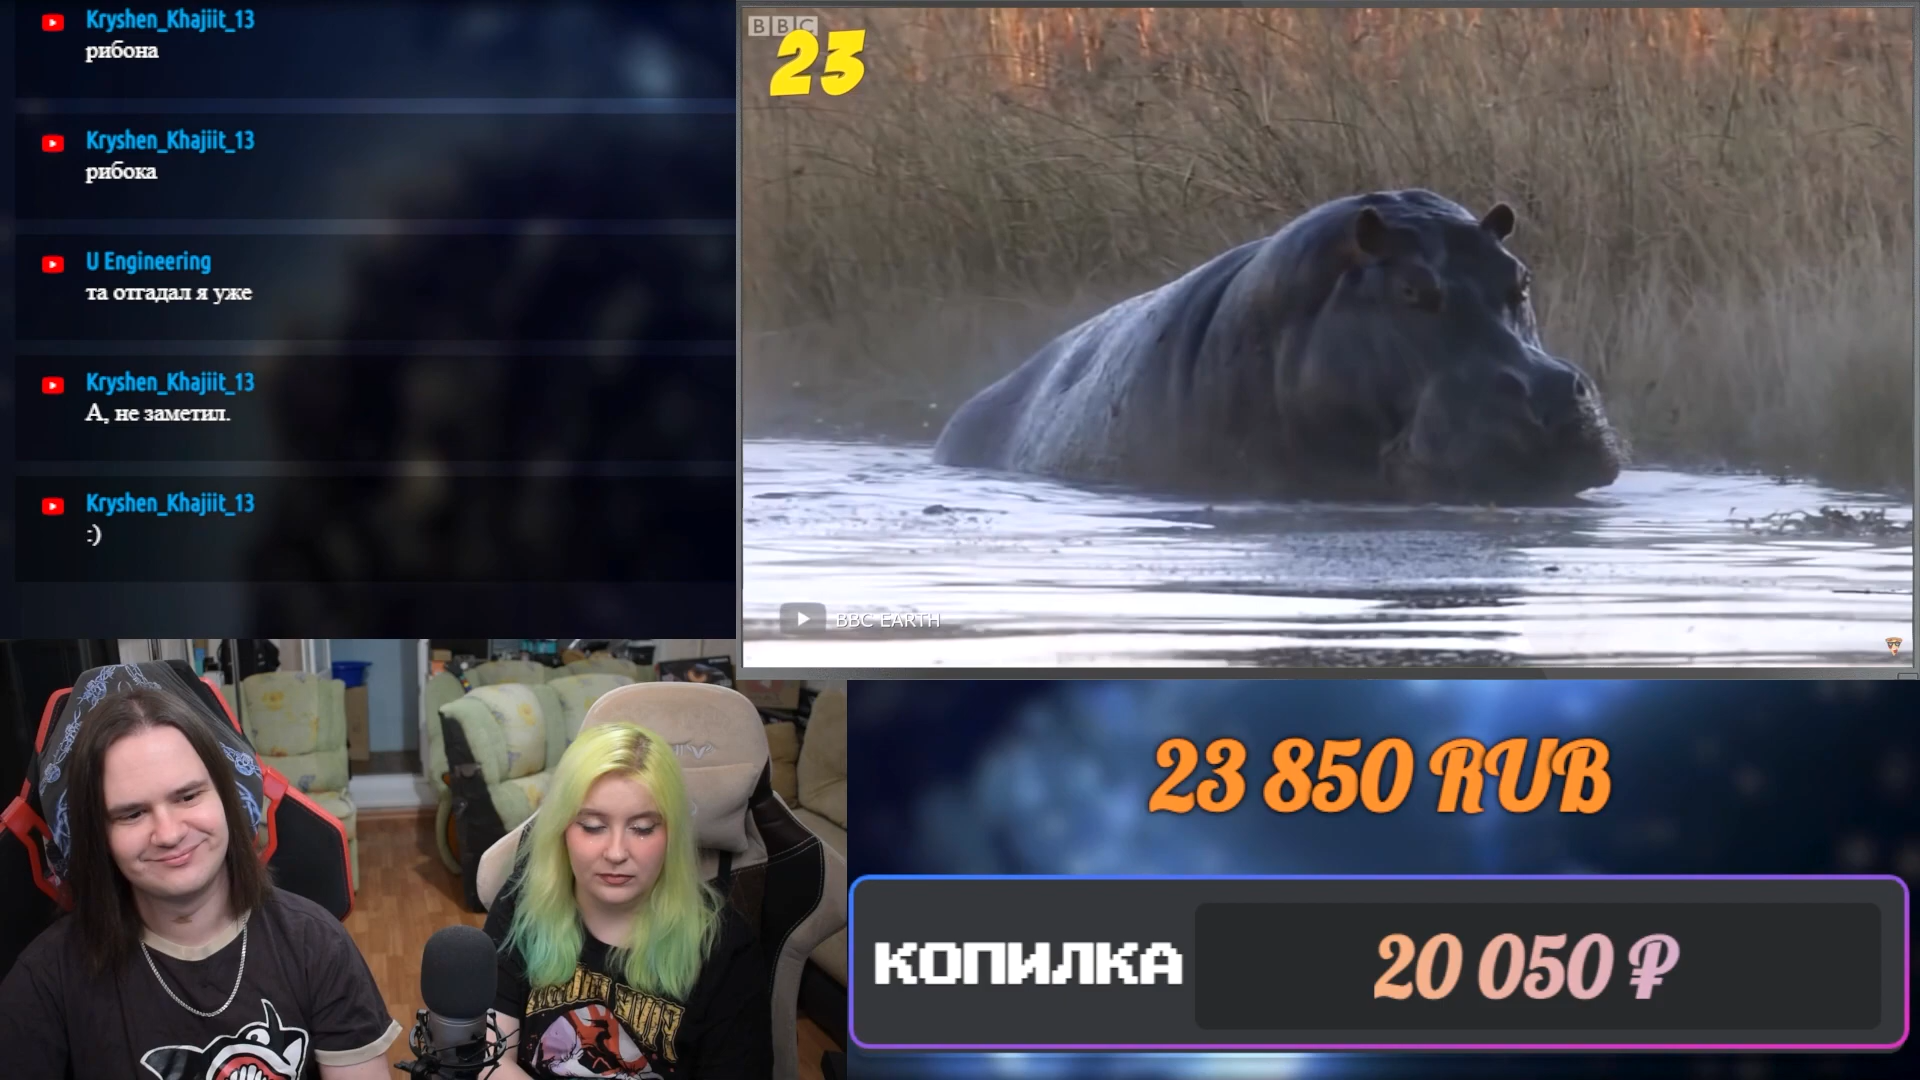 Kryshen_Khajiit_13
рибона
Kryshen_Khajiit_13
рибока
U Engineering
та отгадал я уже
Kryshen_Khajiit_13
А, не заметил.
Kryshen_Khajiit_13
:)
BBC
23
BBC EARTH
23 850 RUB
КОПИЛКА
20 050 ₽